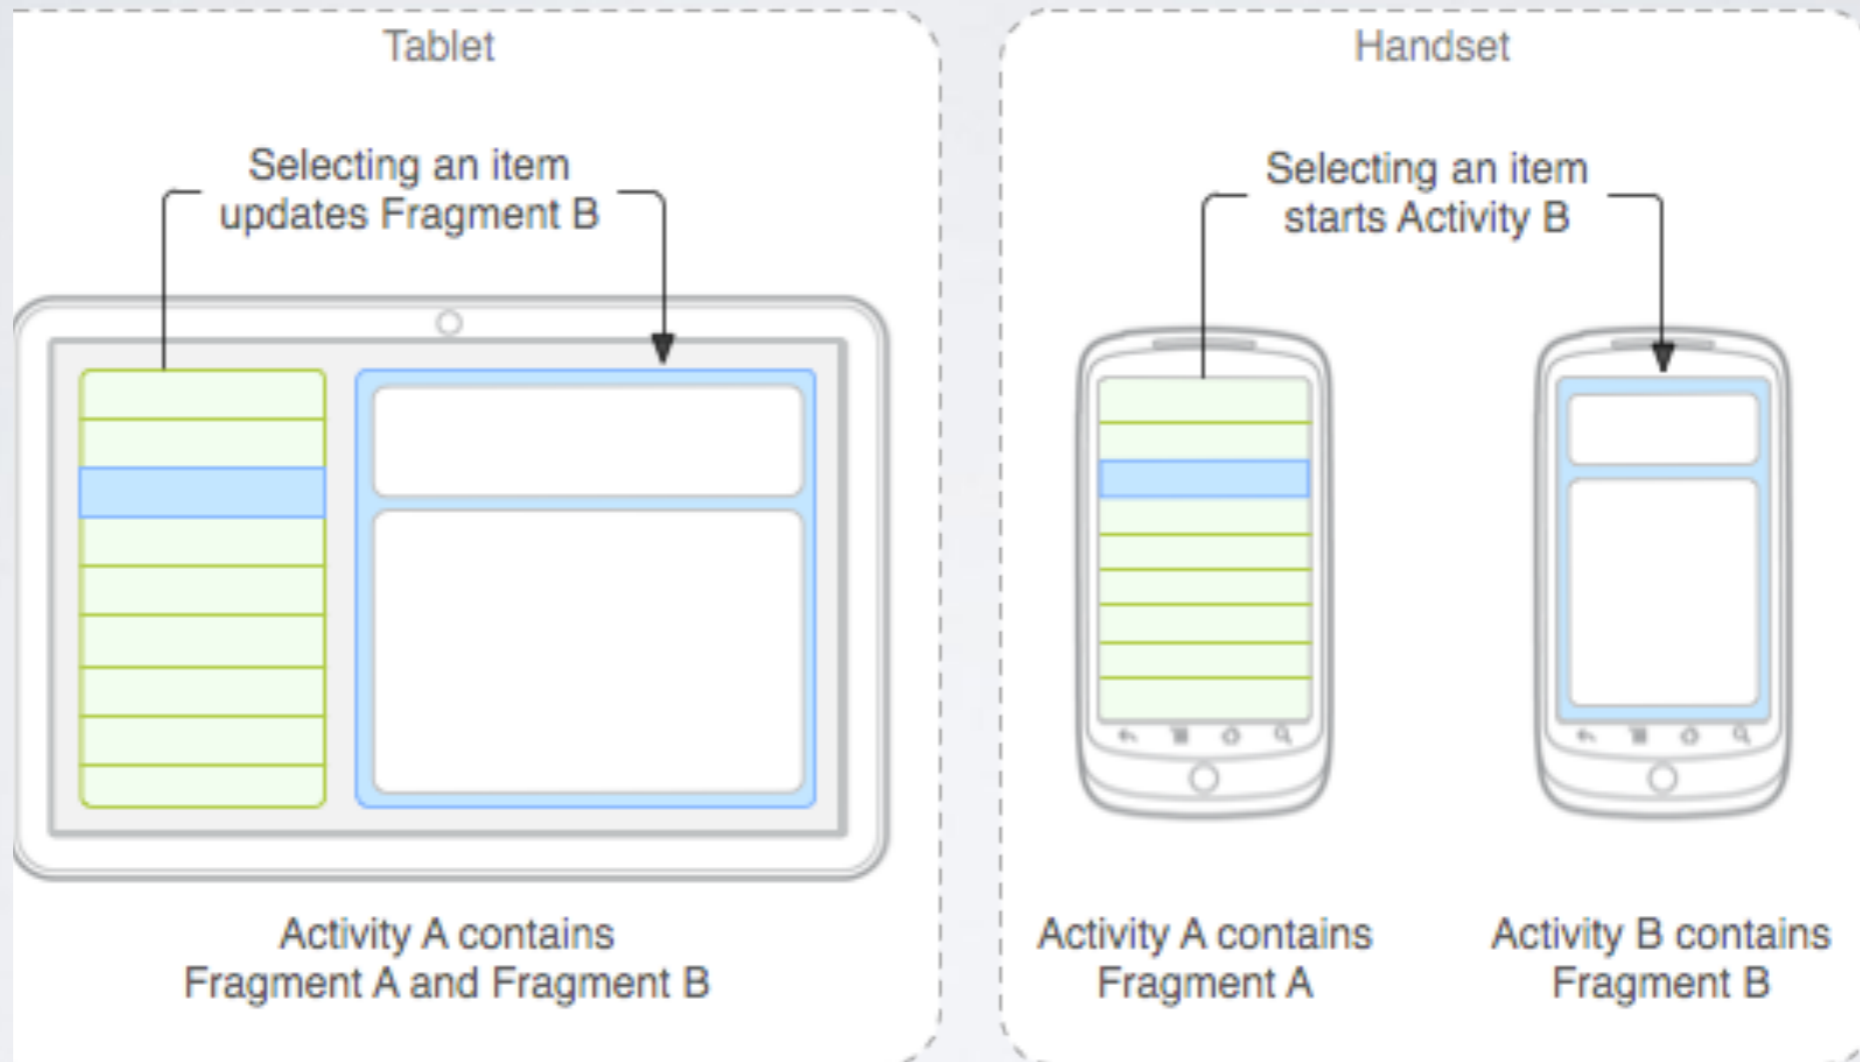 Tablet
Selecting an item
updates Fragment B
Activity A contains
Fragment A and Fragment B
Handset
Selecting an item
starts Activity B
Activity A contains
Fragment A
Activity B contains
Fragment B